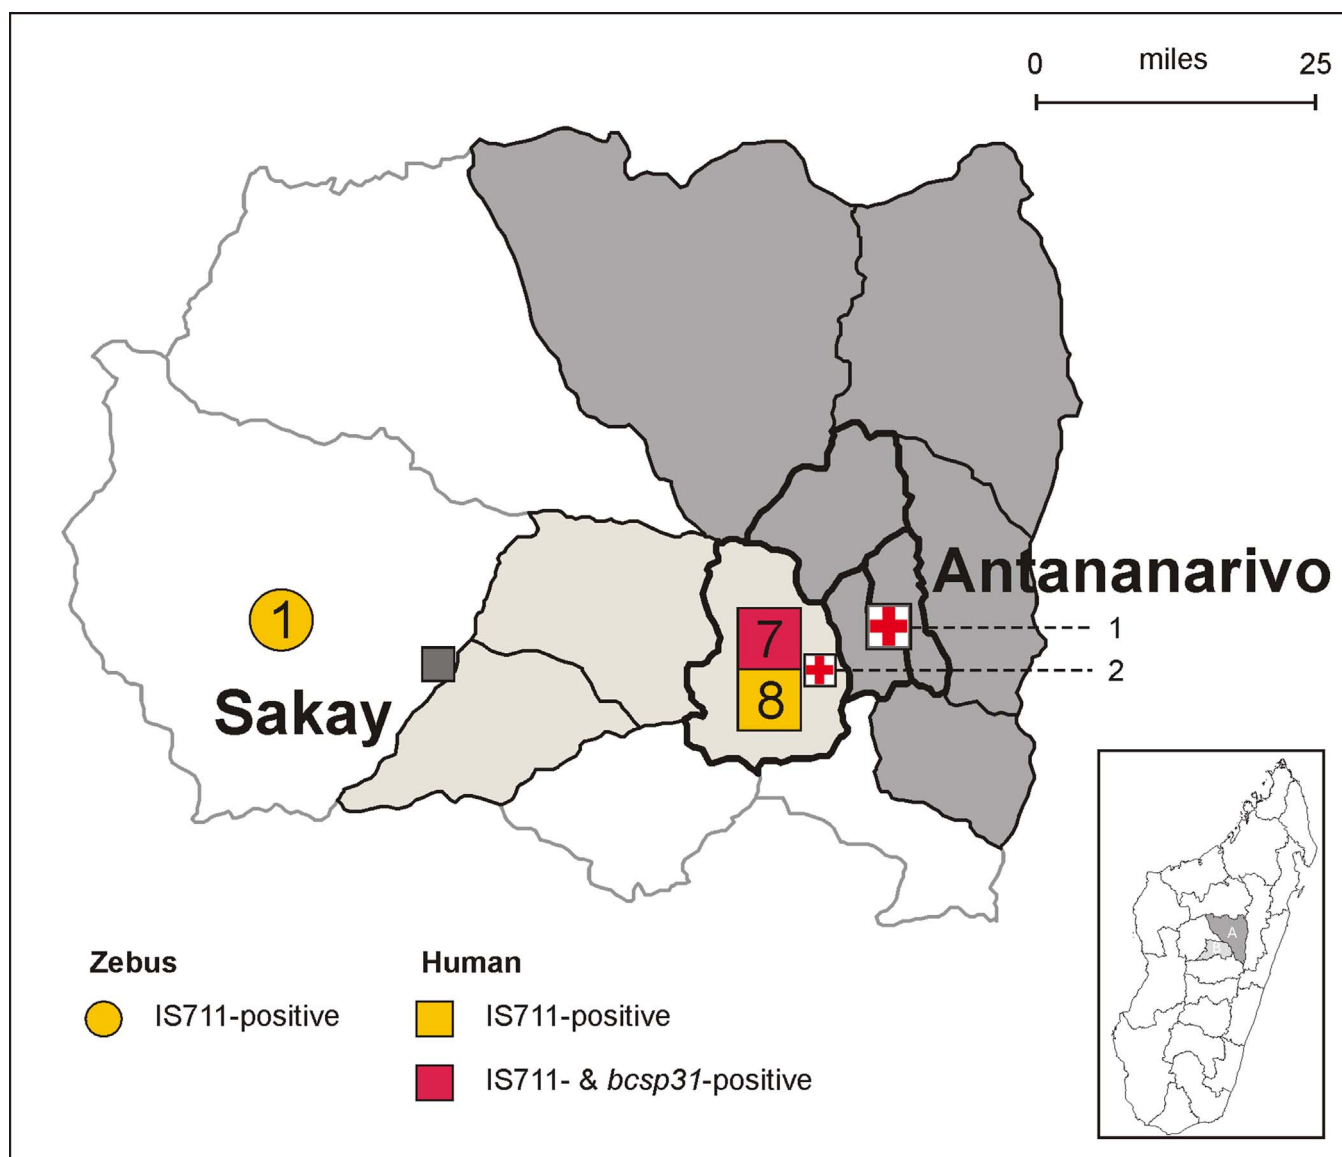 0 miles 25
Antananarivo
1
1
7
2
8
Sakay
A
B
Zebus Human
IS711-positive IS711-positive
IS711- & bcsp31-positive